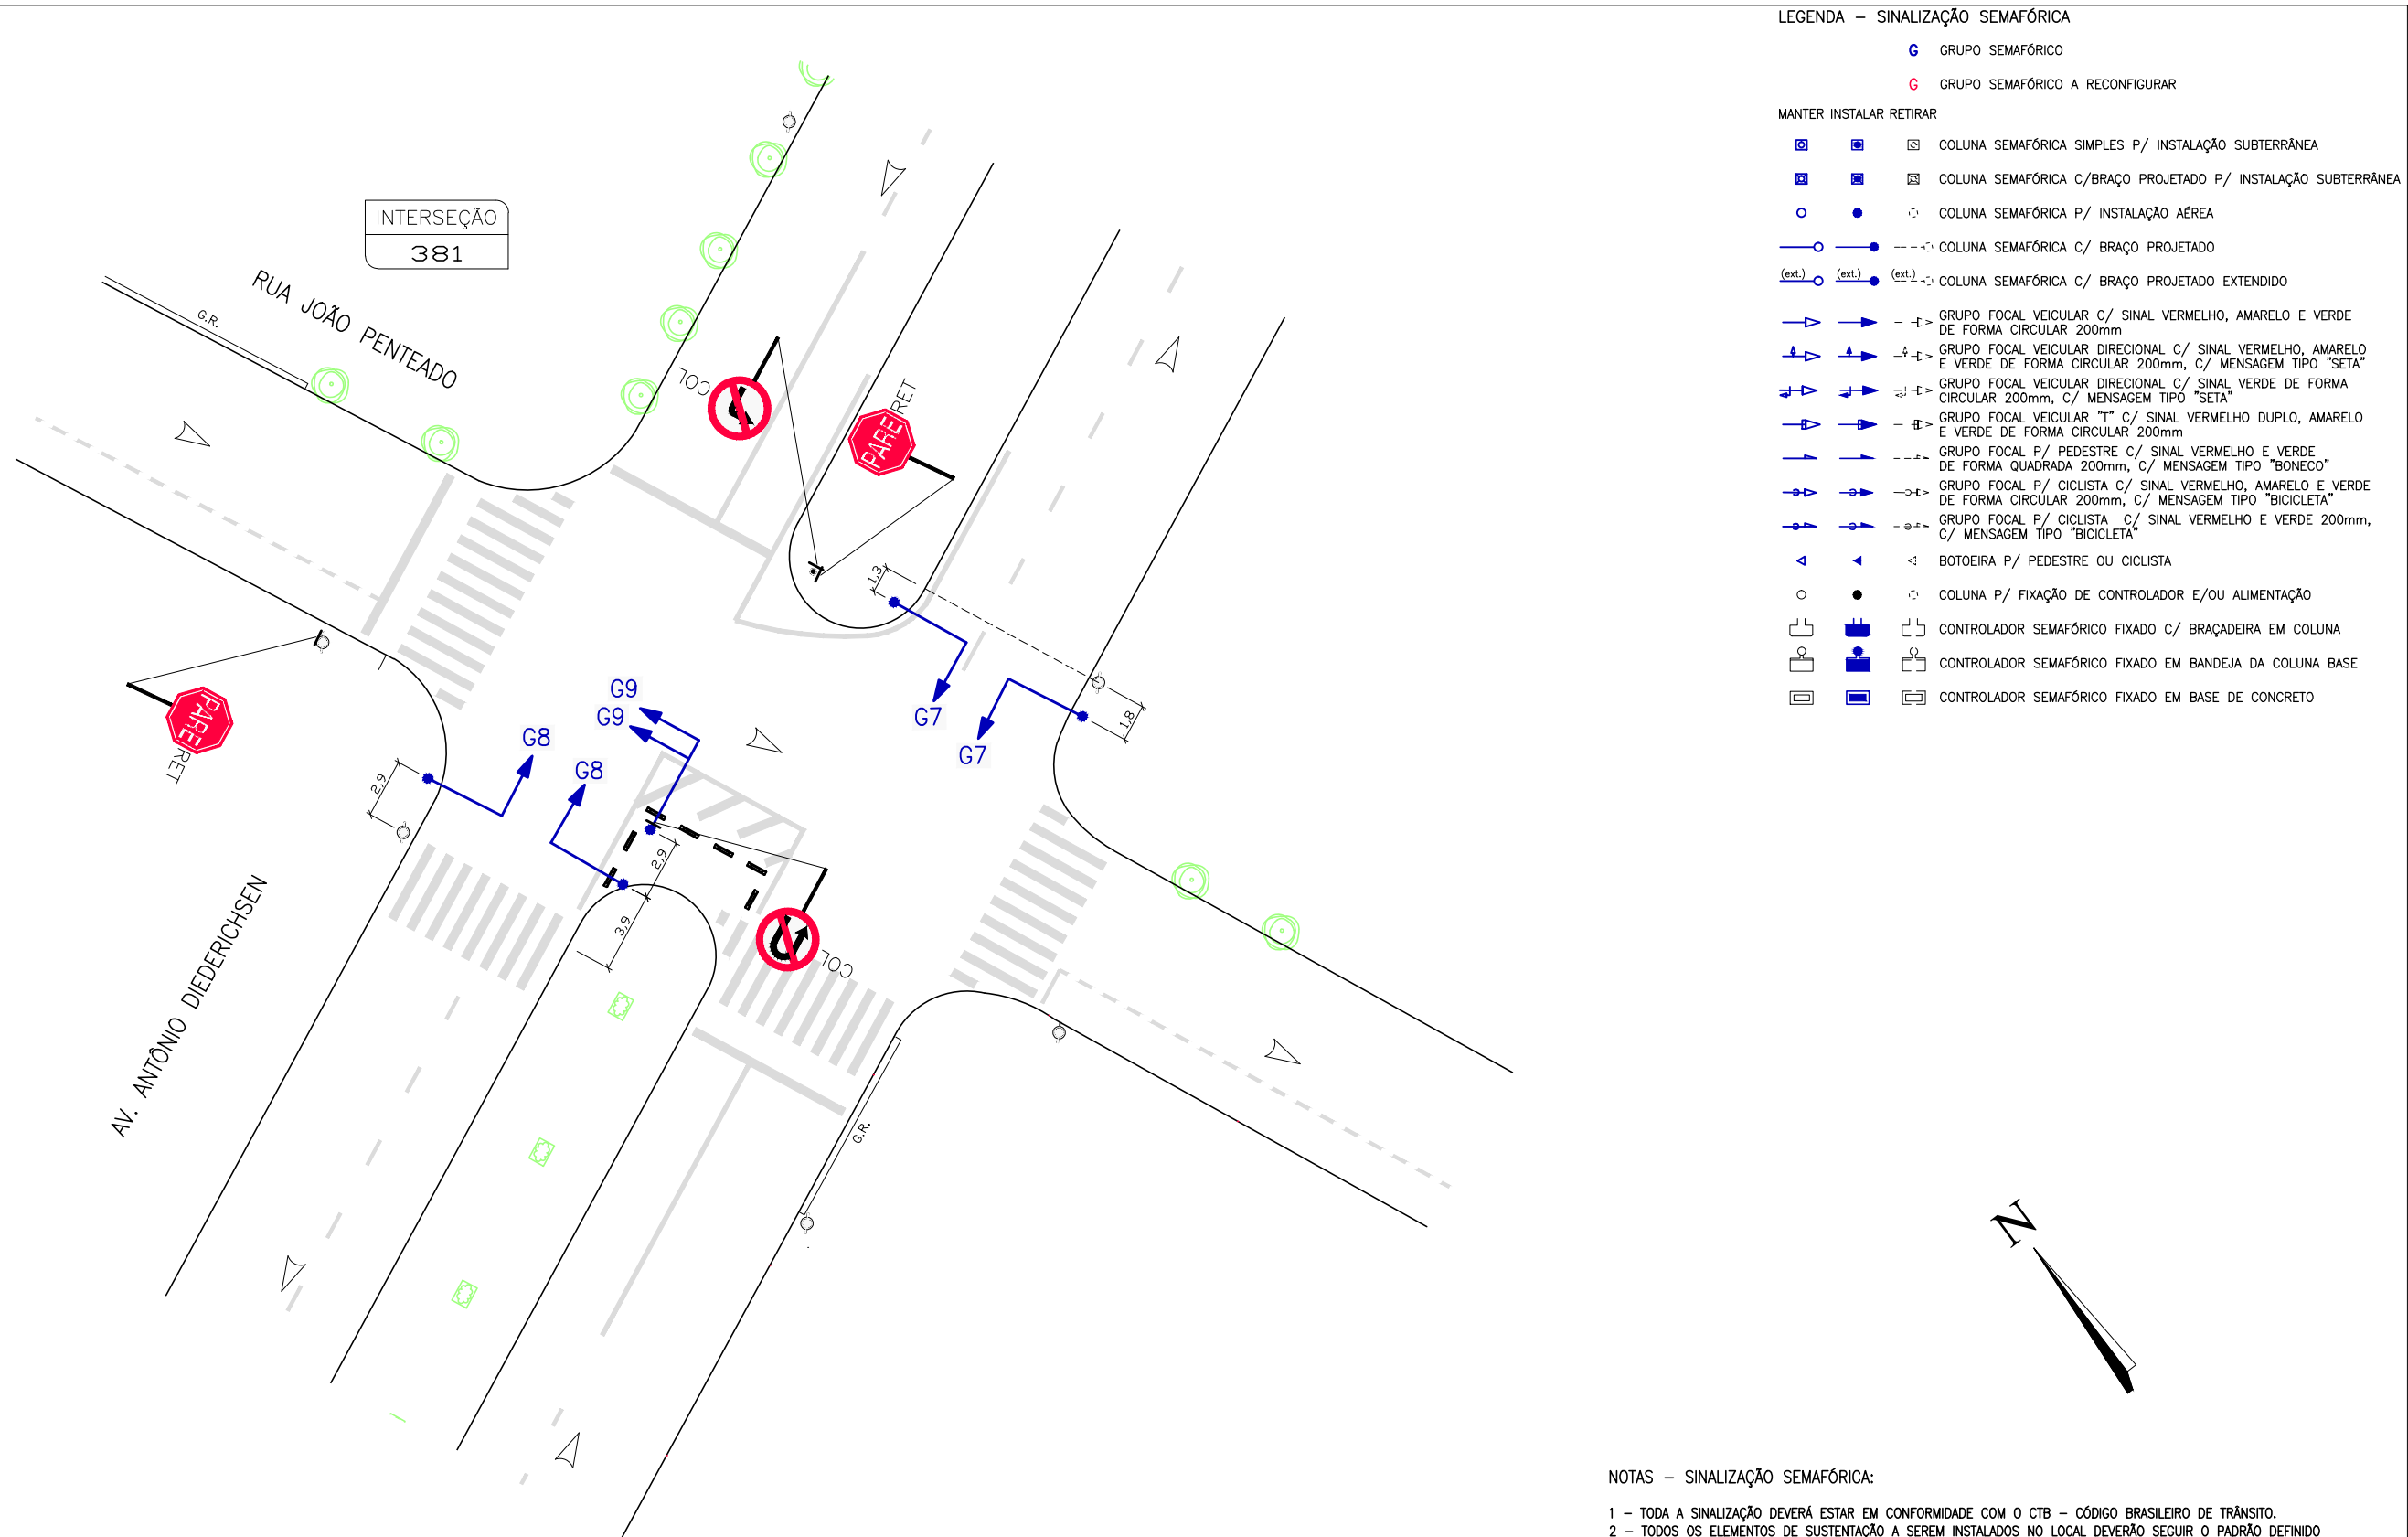 LEGENDA – SINALIZAÇÃO SEMAFÓRICA
G GRUPO SEMAFÓRICO
G GRUPO SEMAFÓRICO A RECONFIGURAR
MANTER INSTALAR RETIRAR
COLUNA SEMAFÓRICA SIMPLES P/ INSTALAÇÃO SUBTERRÂNEA
COLUNA SEMAFÓRICA C/BRAÇO PROJETADO P/ INSTALAÇÃO SUBTERRÂNEA
COLUNA SEMAFÓRICA P/ INSTALAÇÃO AÉREA
COLUNA SEMAFÓRICA C/ BRAÇO PROJETADO
(ext.) (ext.) (ext.) COLUNA SEMAFÓRICA C/ BRAÇO PROJETADO EXTENDIDO
GRUPO FOCAL VEICULAR C/ SINAL VERMELHO, AMARELO E VERDE
DE FORMA CIRCULAR 200mm
GRUPO FOCAL VEICULAR DIRECIONAL C/ SINAL VERMELHO, AMARELO
E VERDE DE FORMA CIRCULAR 200mm, C/ MENSAGEM TIPO "SETA"
GRUPO FOCAL VEICULAR DIRECIONAL C/ SINAL VERDE DE FORMA
CIRCULAR 200mm, C/ MENSAGEM TIPO "SETA"
GRUPO FOCAL VEICULAR "T" C/ SINAL VERMELHO DUPLO, AMARELO
E VERDE DE FORMA CIRCULAR 200mm
GRUPO FOCAL P/ PEDESTRE C/ SINAL VERMELHO E VERDE
DE FORMA QUADRADA 200mm, C/ MENSAGEM TIPO "BONECO"
GRUPO FOCAL P/ CICLISTA C/ SINAL VERMELHO, AMARELO E VERDE
DE FORMA CIRCULAR 200mm, C/ MENSAGEM TIPO "BICICLETA"
GRUPO FOCAL P/ CICLISTA C/ SINAL VERMELHO E VERDE 200mm,
C/ MENSAGEM TIPO "BICICLETA"
BOTOEIRA P/ PEDESTRE OU CICLISTA
COLUNA P/ FIXAÇÃO DE CONTROLADOR E/OU ALIMENTAÇÃO
CONTROLADOR SEMAFÓRICO FIXADO C/ BRAÇADEIRA EM COLUNA
CONTROLADOR SEMAFÓRICO FIXADO EM BANDEJA DA COLUNA BASE
CONTROLADOR SEMAFÓRICO FIXADO EM BASE DE CONCRETO
INTERSEÇÃO
381
RUA JOÃO PENTEADO
G.R.
COL
RET
PARE
1,3
G9
G9
G7
G7
1,8
G8
G8
PARE
RET
2,9
2,9
3,9
COL
AV. ANTÔNIO DIEDERICHSEN
G.R.
N
NOTAS – SINALIZAÇÃO SEMAFÓRICA:
1 – TODA A SINALIZAÇÃO DEVERÁ ESTAR EM CONFORMIDADE COM O CTB – CÓDIGO BRASILEIRO DE TRÂNSITO.
2 – TODOS OS ELEMENTOS DE SUSTENTAÇÃO A SEREM INSTALADOS NO LOCAL DEVERÃO SEGUIR O PADRÃO DEFINIDO